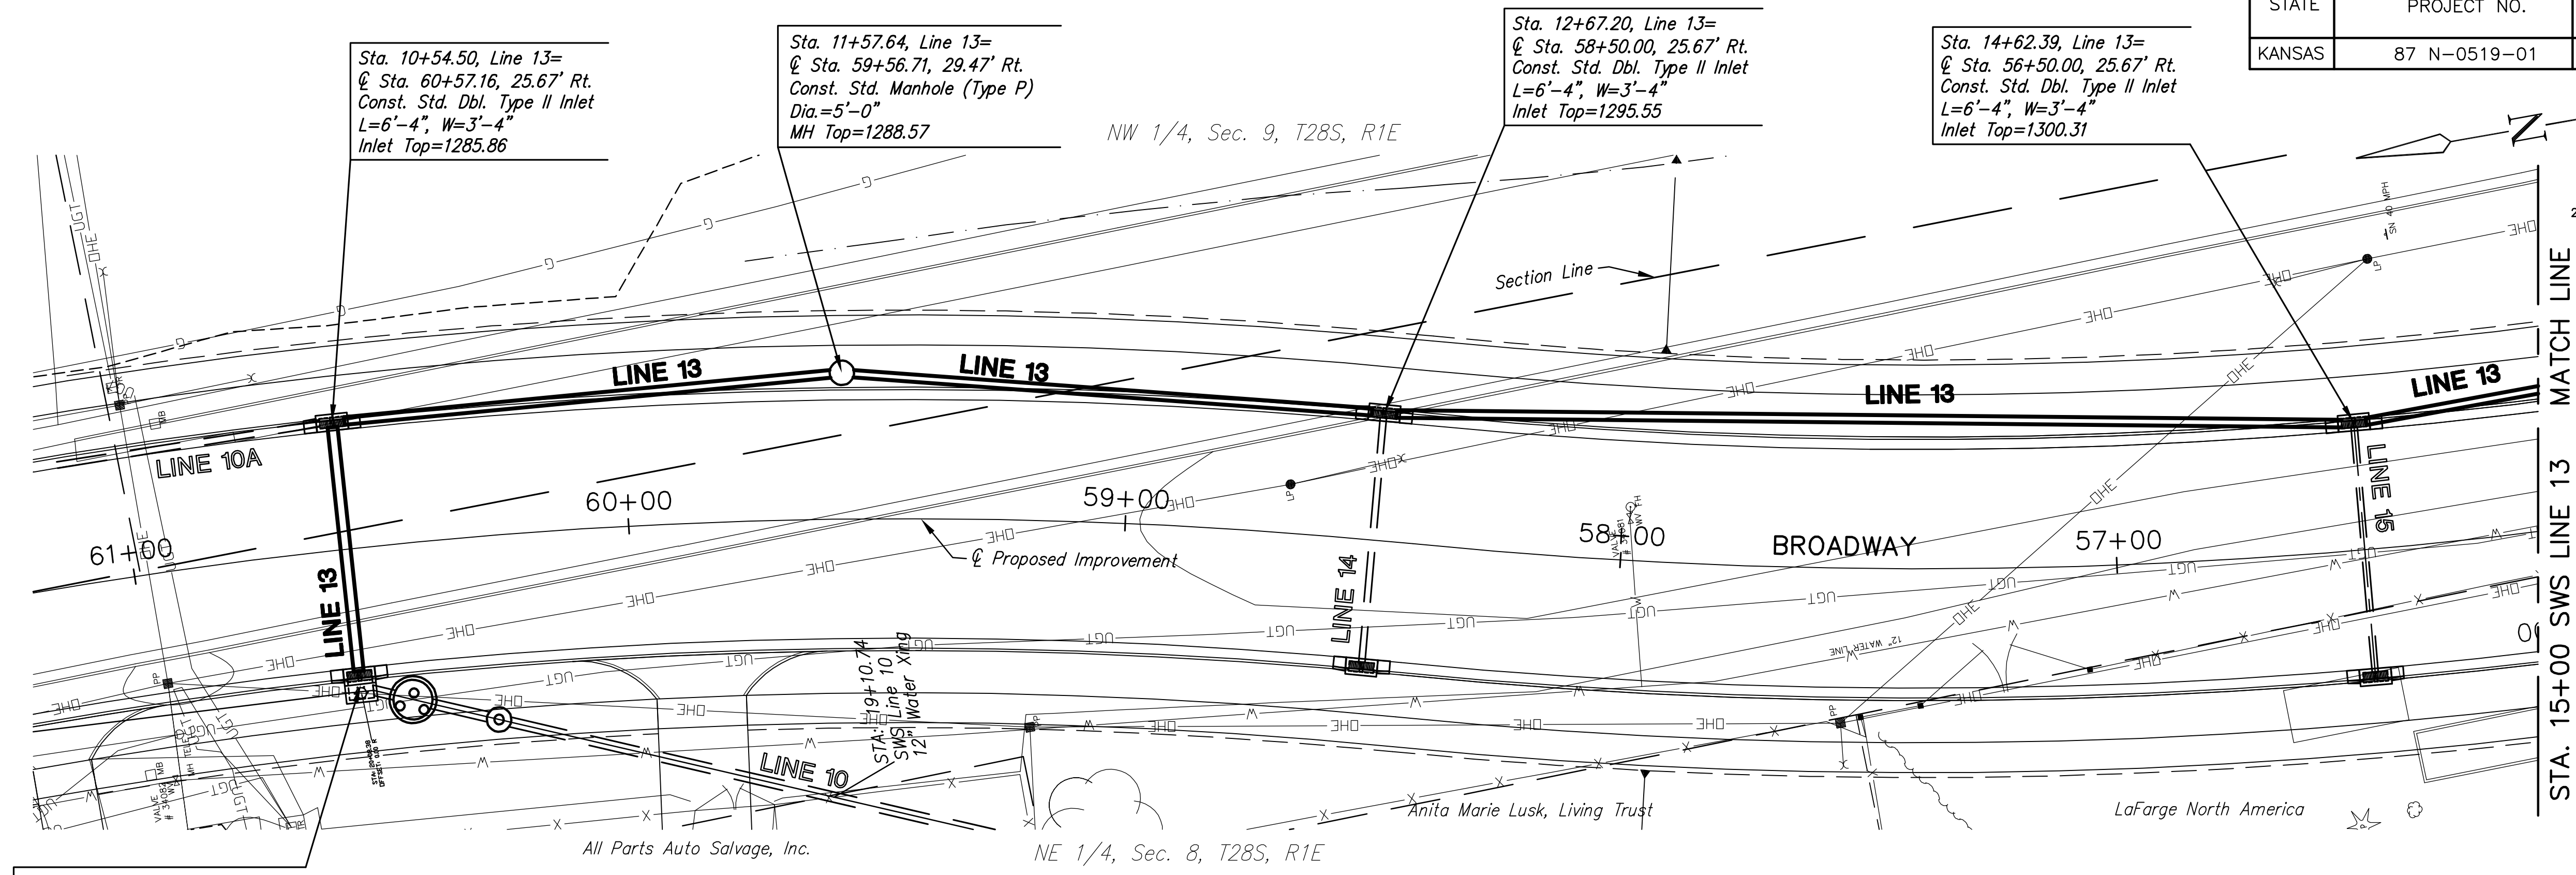 STATE
PROJECT NO.
KANSAS
87 N-0519-01
Sta. 10+54.50, Line 13=
℄ Sta. 60+57.16, 25.67' Rt.
Const. Std. Dbl. Type II Inlet
L=6'-4", W=3'-4"
Inlet Top=1285.86
Sta. 11+57.64, Line 13=
℄ Sta. 59+56.71, 29.47' Rt.
Const. Std. Manhole (Type P)
Dia.=5'-0"
MH Top=1288.57
Sta. 12+67.20, Line 13=
℄ Sta. 58+50.00, 25.67' Rt.
Const. Std. Dbl. Type II Inlet
L=6'-4", W=3'-4"
Inlet Top=1295.55
Sta. 14+62.39, Line 13=
℄ Sta. 56+50.00, 25.67' Rt.
Const. Std. Dbl. Type II Inlet
L=6'-4", W=3'-4"
Inlet Top=1300.31
NW 1/4, Sec. 9, T28S, R1E
N
SN 40 MPH
Section Line
LINE 13
LINE 13
LINE 13
LINE 13
LINE 10A
LINE 13
61+00
60+00
59+00
58+00
57+00
℄ Proposed Improvement
BROADWAY
LINE 14
LINE 15
12" WATER LINE
STA: 19+10.74
SWS Line 10
12" Water Xing
LINE 10
All Parts Auto Salvage, Inc.
NE 1/4, Sec. 8, T28S, R1E
Anita Marie Lusk, Living Trust
LaFarge North America
STA. 15+00 SWS LINE 13 MATCH LINE